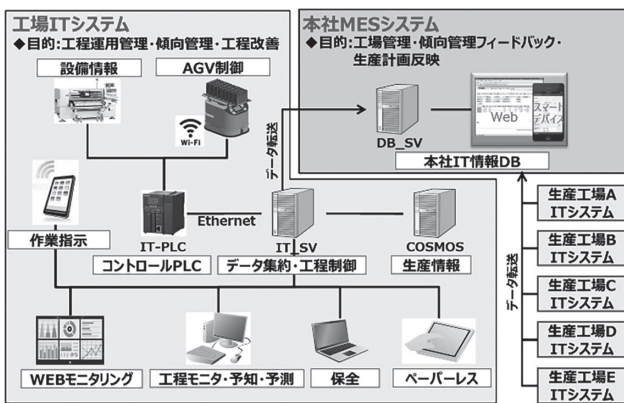 工場ITシステム
◆目的:工程運用管理・傾向管理・工程改善
設備情報
AGV制御
Wi-Fi
作業指示
IT-PLC
コントロールPLC
Ethernet
IT_SV
データ集約・工程制御
COSMOS
生産情報
WEBモニタリング
工程モニタ・予知・予測
保全
ペーパーレス
データ転送
本社MESシステム
◆目的:工場管理・傾向管理フィードバック・
生産計画反映
DB_SV
Web
スマート
デバイス
本社IT情報DB
データ転送
生産工場A
ITシステム
生産工場B
ITシステム
生産工場C
ITシステム
生産工場D
ITシステム
生産工場E
ITシステム